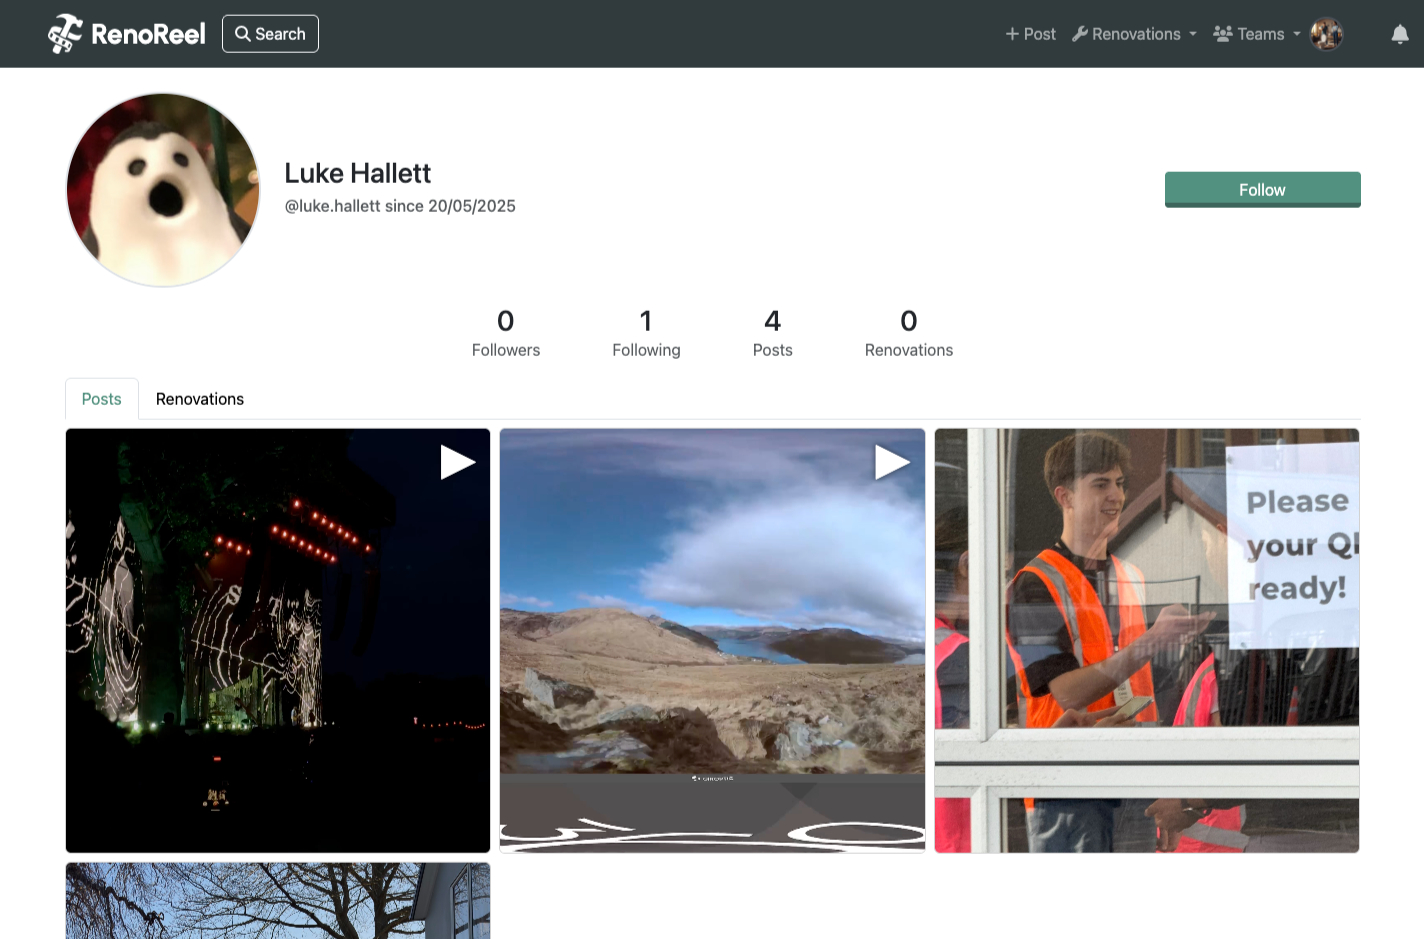 RenoReel
Search
Post
Renovations
Teams
Luke Hallett
@luke.hallett since 20/05/2025
Follow
0
Followers
1
Following
4
Posts
0
Renovations
Posts
Renovations
Please
your QR
ready!